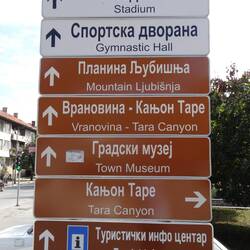 Stadium
Спортска дворана
Gymnastic Hall
Планина Љубишња
Mountain Ljubišnja
Врановина - Кањон Таре
Vranovina - Tara Canyon
Градски музеј
Town Museum
Кањон Таре
Tara Canyon
Туристички инфо центар